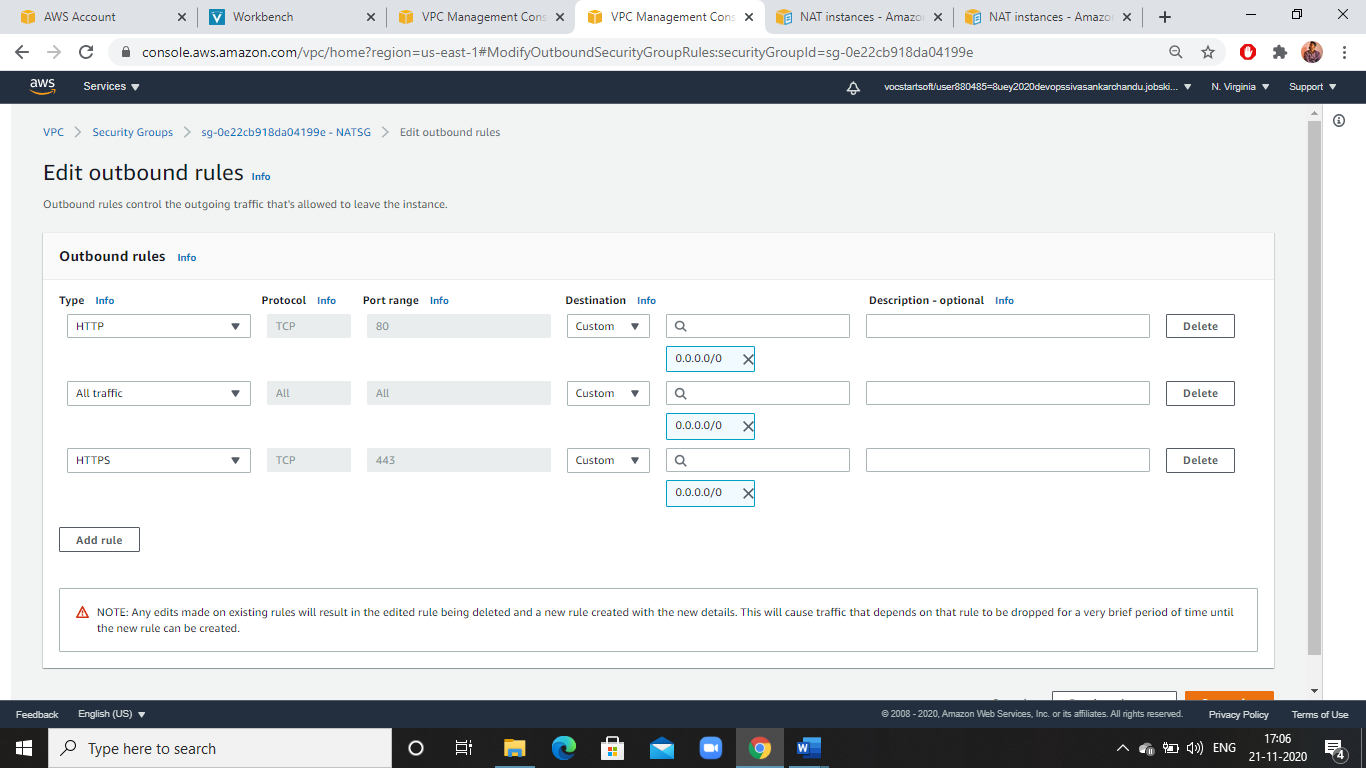 AWS Account
Workbench
VPC Management Cons
VPC Management Cons
NAT instances - Amazo
NAT instances - Amazo
console.aws.amazon.com/vpc/home?region=us-east-1#ModifyOutboundSecurityGroupRules:securityGroupId=sg-0e22cb918da04199e
aws
Services
vocstartsoft/user880485=8uey2020devopssivasankarchandu.jobski...
N. Virginia
Support
VPC
Security Groups
sg-0e22cb918da04199e - NATSG
Edit outbound rules
Edit outbound rules Info
Outbound rules control the outgoing traffic that's allowed to leave the instance.
Outbound rules Info
Type Info Protocol Info Port range Info Destination Info Description - optional Info
HTTP TCP 80 Custom Delete
0.0.0.0/0
All traffic All All Custom Delete
0.0.0.0/0
HTTPS TCP 443 Custom Delete
0.0.0.0/0
Add rule
NOTE: Any edits made on existing rules will result in the edited rule being deleted and a new rule created with the new details. This will cause traffic that depends on that rule to be dropped for a very brief period of time until
the new rule can be created.
Feedback
English (US)
© 2008 - 2020, Amazon Web Services, Inc. or its affiliates. All rights reserved.
Privacy Policy
Terms of Use
Type here to search
ENG
17:06
21-11-2020
4